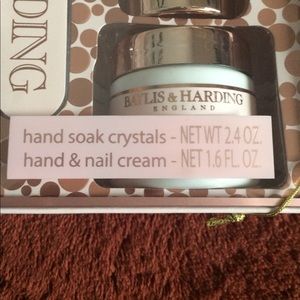 HARDING
BAYLIS & HARDING
ENGLAND
hand soak crystals - NET WT 2.4 OZ.
hand & nail cream - NET 1.6 FL. OZ.